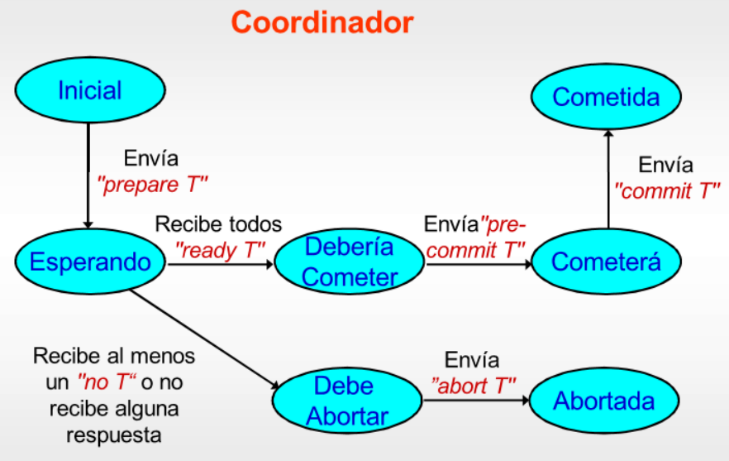 Coordinador
Inicial
Cometida
Envía
"prepare T"
Envía
"commit T"
Recibe todos
"ready T"
Envía"pre-
commit T"
Esperando
Debería
Cometer
Cometerá
Recibe al menos
un "no T“ o no
recibe alguna
respuesta
Debe
Abortar
Envía
”abort T"
Abortada